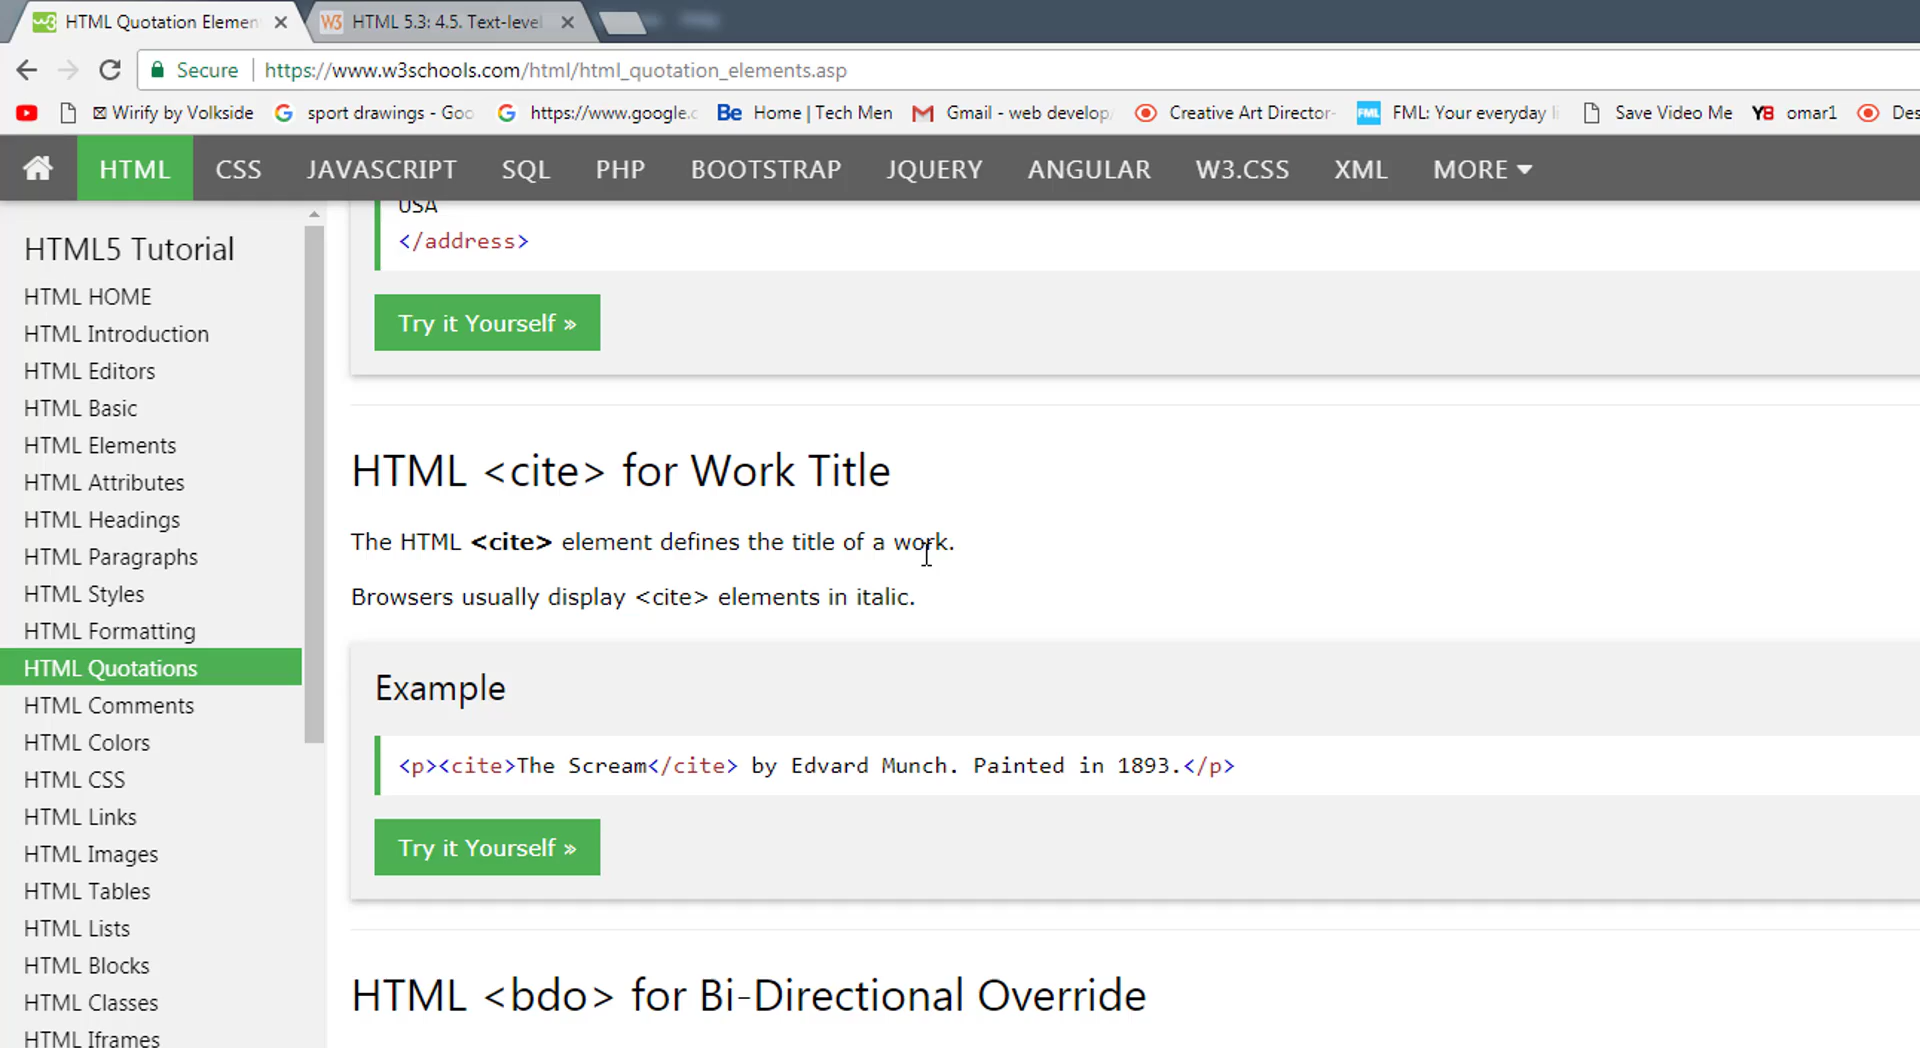 HTML Quotation Elemen
W3 HTML 5.3: 4.5. Text-level
Secure https://www.w3schools.com/html/html_quotation_elements.asp
Wirify by Volkside G sport drawings - Goo G https://www.google.c Be Home | Tech Men Gmail - web develop Creative Art Director- FML FML: Your everyday li Save Video Me YB omar1 Des
HTML CSS JAVASCRIPT SQL PHP BOOTSTRAP JQUERY ANGULAR W3.CSS XML MORE
HTML5 Tutorial
HTML HOME
HTML Introduction
HTML Editors
HTML Basic
HTML Elements
HTML Attributes
HTML Headings
HTML Paragraphs
HTML Styles
HTML Formatting
HTML Quotations
HTML Comments
HTML Colors
HTML CSS
HTML Links
HTML Images
HTML Tables
HTML Lists
HTML Blocks
HTML Classes
HTML Iframes
USA
</address>
Try it Yourself »
HTML <cite> for Work Title
The HTML <cite> element defines the title of a work.
Browsers usually display <cite> elements in italic.
Example
<p><cite>The Scream</cite> by Edvard Munch. Painted in 1893.</p>
Try it Yourself »
HTML <bdo> for Bi-Directional Override